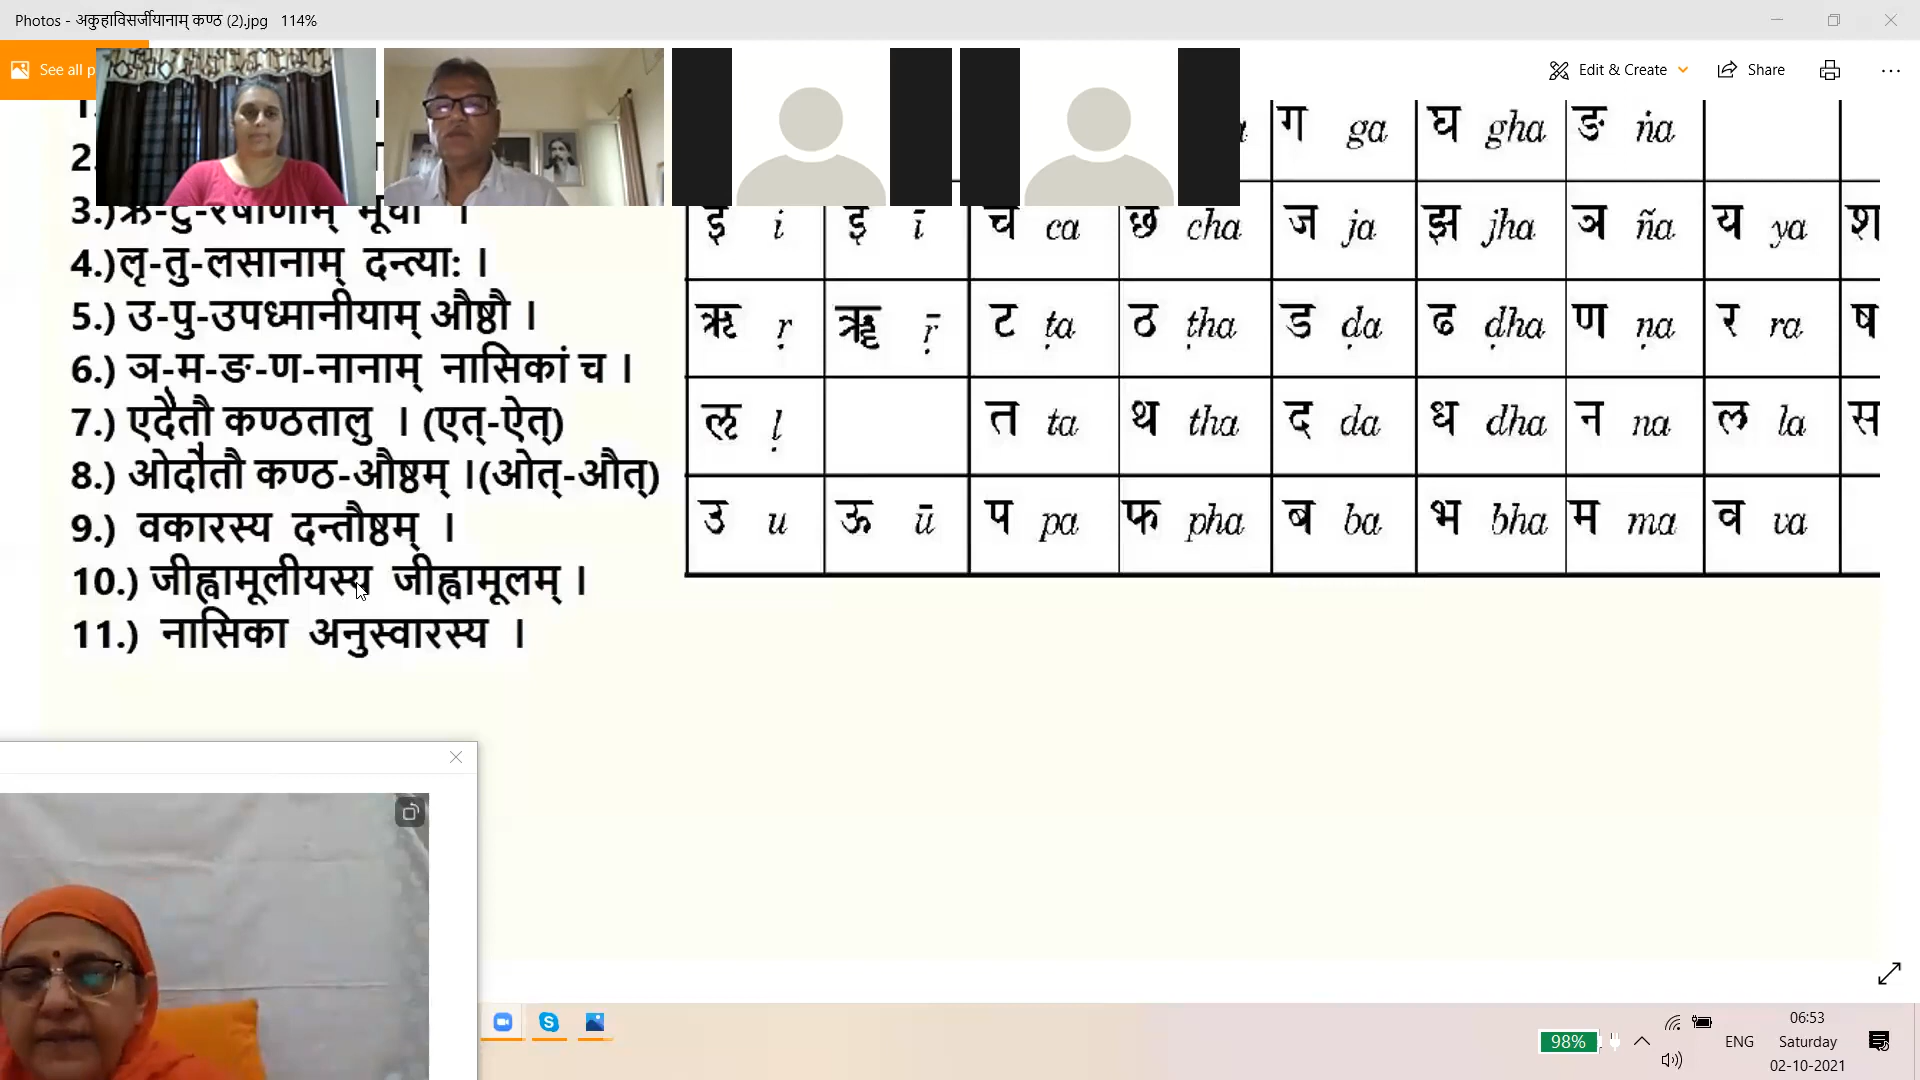 Photos - अकुहाविसर्जीयानाम् कण्ठ (2).jpg 114%
See all p
Edit & Create
Share
2.
3.)ऋ-टु-रषाणाम् मूर्धा ।
4.)लृ-तु-लसानाम् दन्त्याः ।
5.) उ-पु-उपध्मानीयाम् औष्ठौ ।
6.) ञ-म-ङ-ण-नानाम् नासिकां च ।
7.) एदैतौ कण्ठतालु । (एत्-ऐत्)
8.) ओदौतौ कण्ठ-औष्ठम् ।(ओत्-औत्)
9.) वकारस्य दन्तौष्ठम् ।
10.) जीह्वामूलीयस्य जीह्वामूलम् ।
11.) नासिका अनुस्वारस्य ।
ग ga घ gha ङ ṅa
इ i ई ī च ca छ cha ज ja झ jha ञ ña य ya श
ऋ ṛ ॠ ṝ ट ṭa ठ ṭha ड ḍa ढ ḍha ण ṇa र ra ष
ऌ ḷ त ta थ tha द da ध dha न na ल la स
उ u ऊ ū प pa फ pha ब ba भ bha म ma व va
98%
ENG
06:53
Saturday
02-10-2021